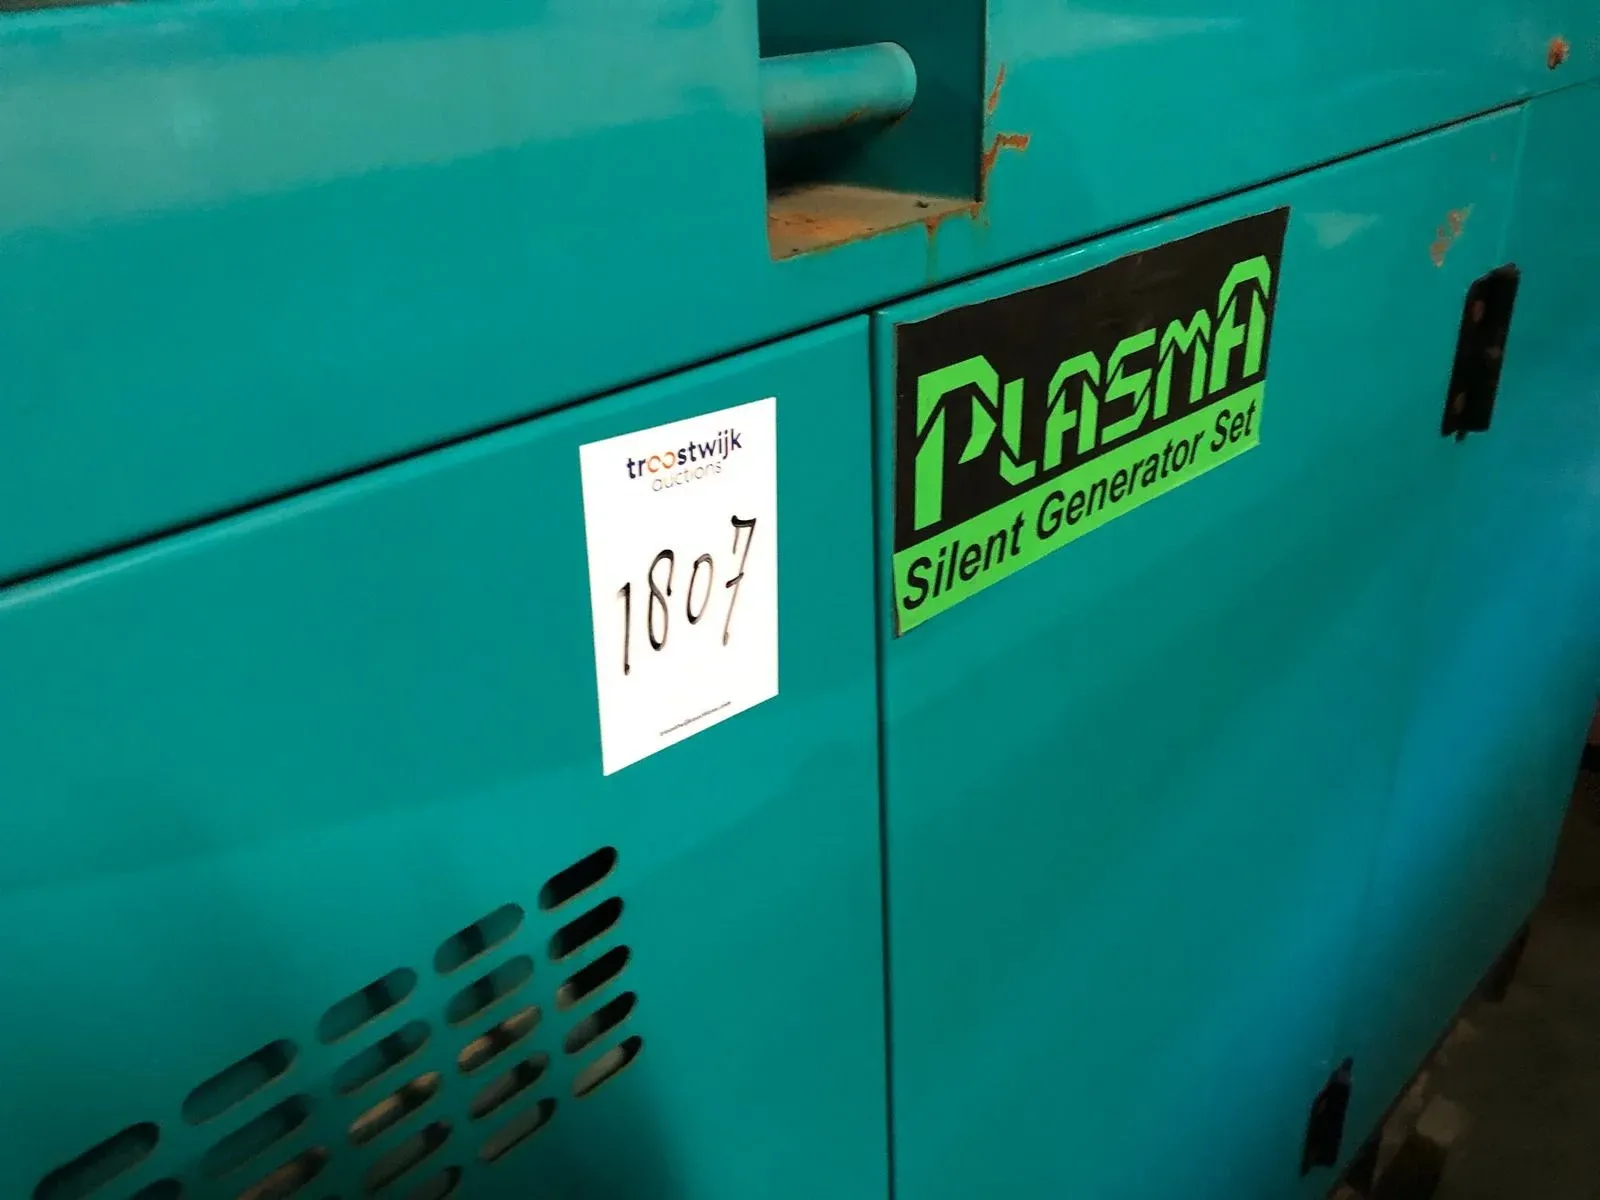 troostwijk
auctions
1807
PLASMA
Silent Generator Set